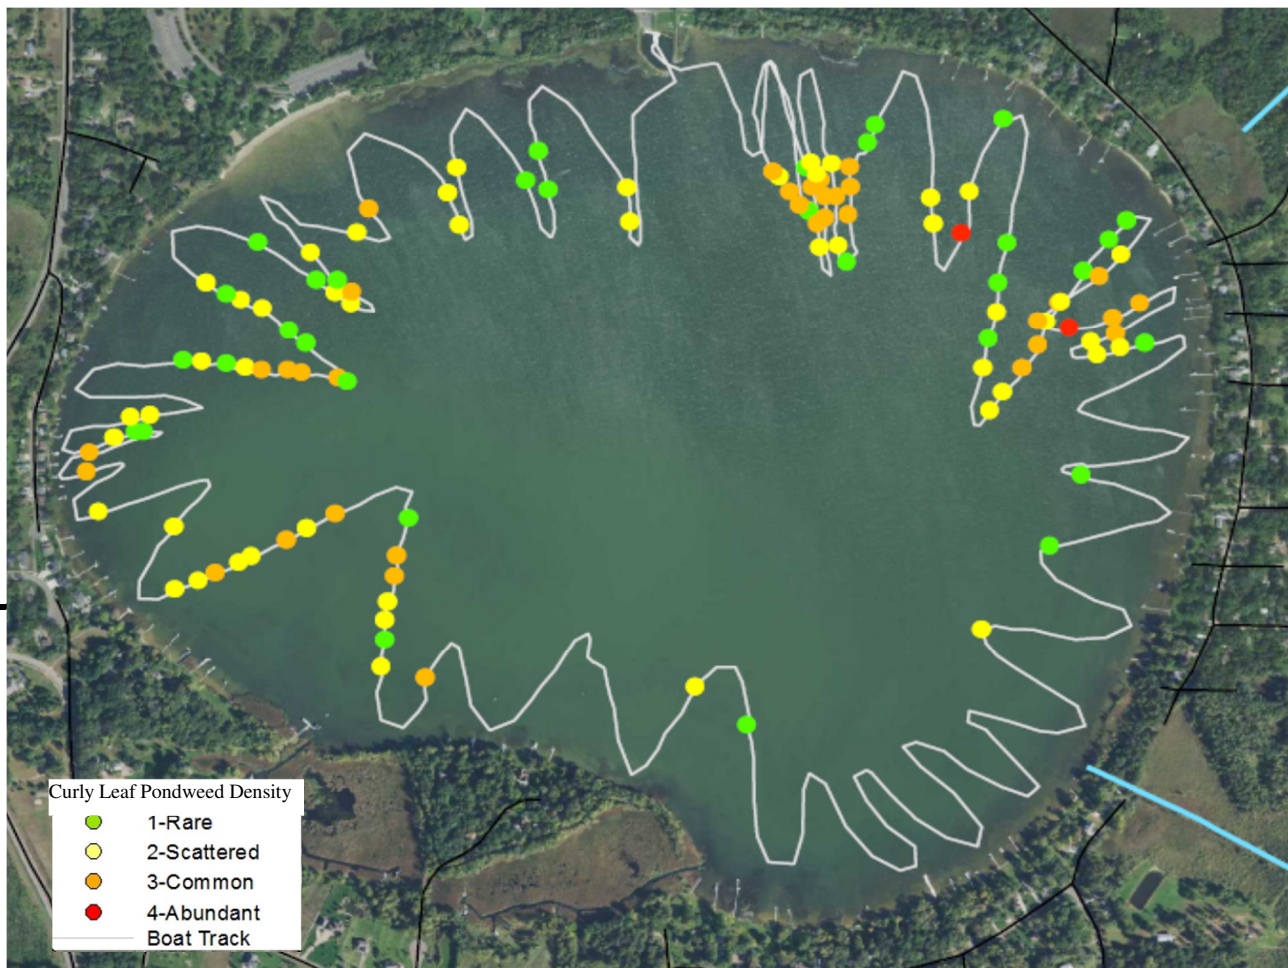 Curly Leaf Pondweed Density
1-Rare
2-Scattered
3-Common
4-Abundant
Boat Track